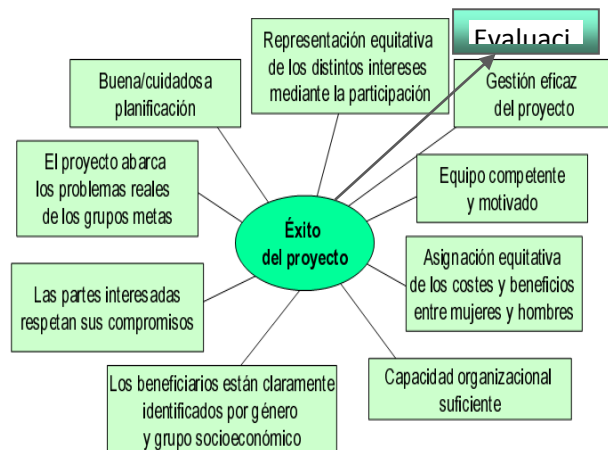 Evaluaci
Representación equitativa
de los distintos intereses
mediante la participación
Buena/cuidadosa
planificación
Gestión eficaz
del proyecto
El proyecto abarca
los problemas reales
de los grupos metas
Equipo competente
y motivado
Éxito
del proyecto
Asignación equitativa
de los costes y beneficios
entre mujeres y hombres
Las partes interesadas
respetan sus compromisos
Los beneficiarios están claramente
identificados por género
y grupo socioeconómico
Capacidad organizacional
suficiente